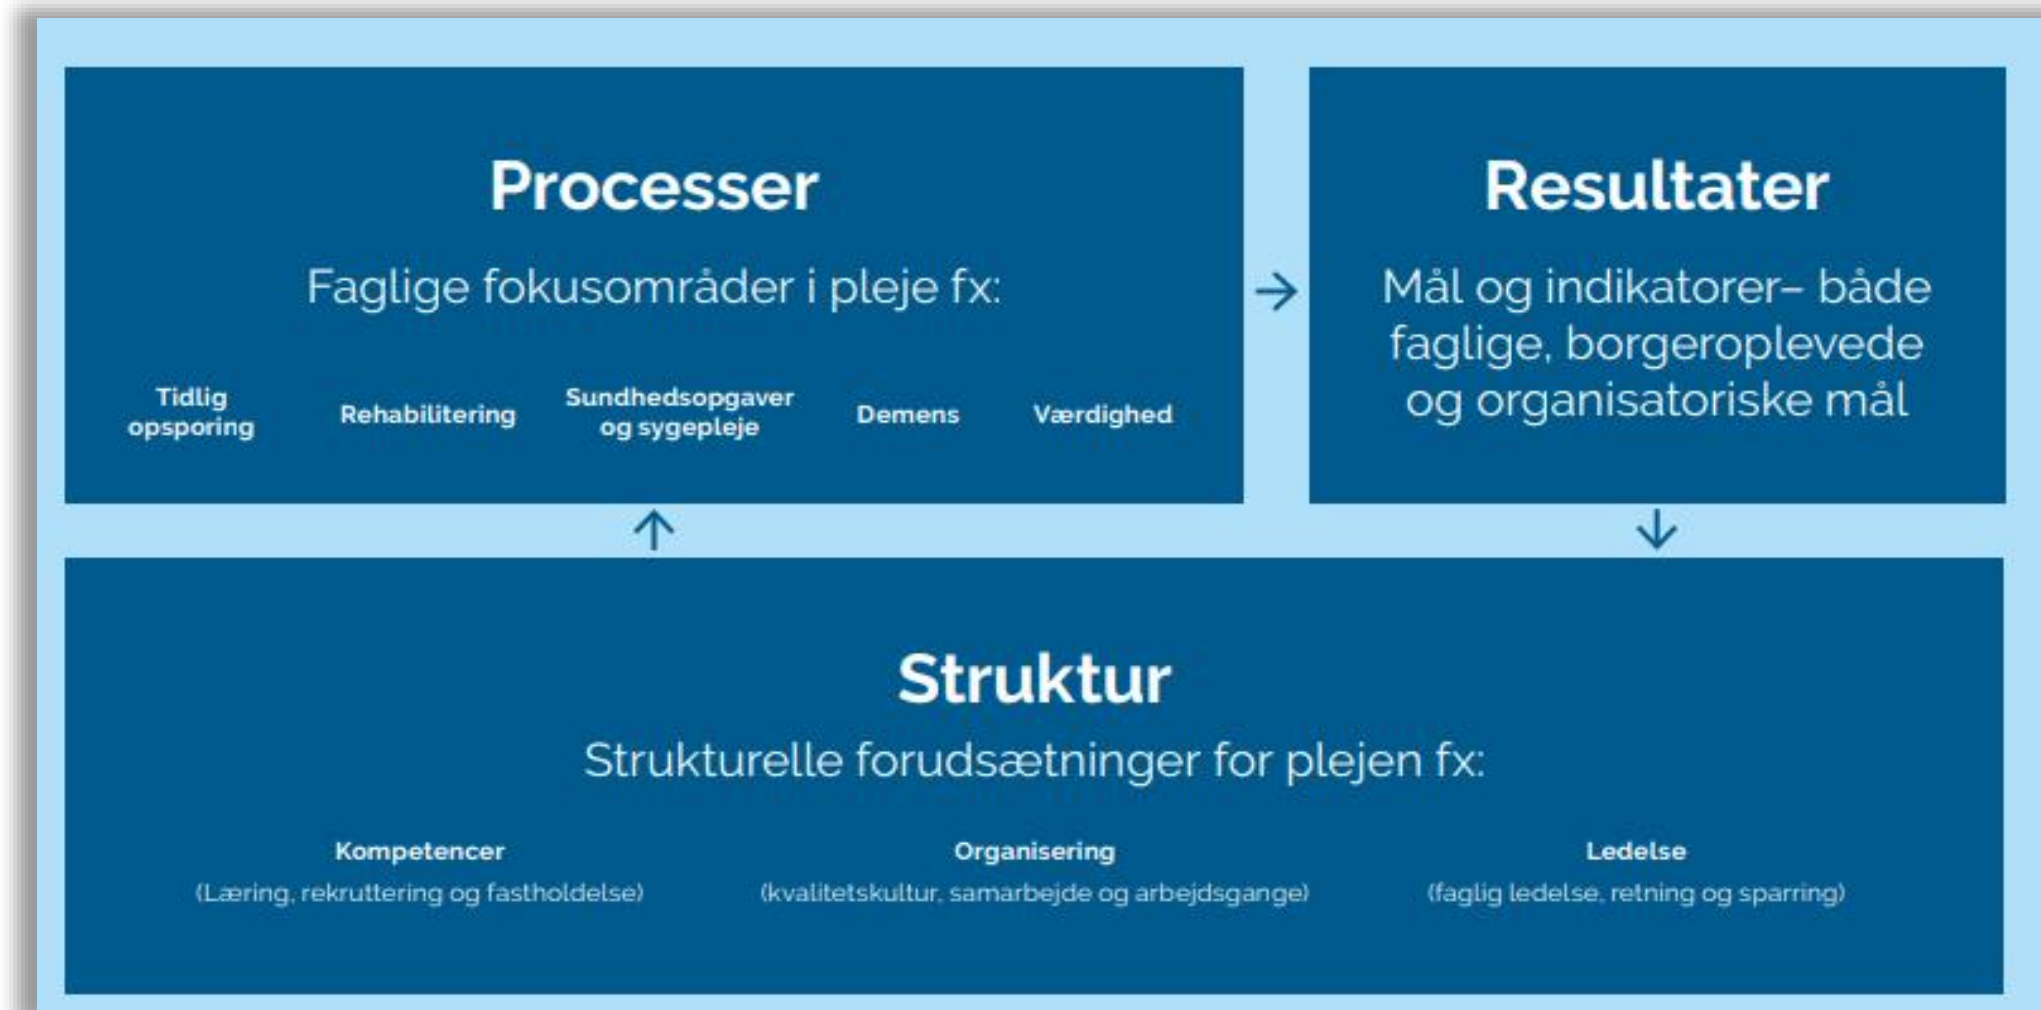 Processer
Faglige fokusområder i pleje fx:
Tidlig
opsporing
Rehabilitering
Sundhedsopgaver
og sygepleje
Demens
Værdighed
Resultater
Mål og indikatorer– både
faglige, borgeroplevede
og organisatoriske mål
Struktur
Strukturelle forudsætninger for plejen fx:
Kompetencer
(Læring, rekruttering og fastholdelse)
Organisering
(kvalitetskultur, samarbejde og arbejdsgange)
Ledelse
(faglig ledelse, retning og sparring)